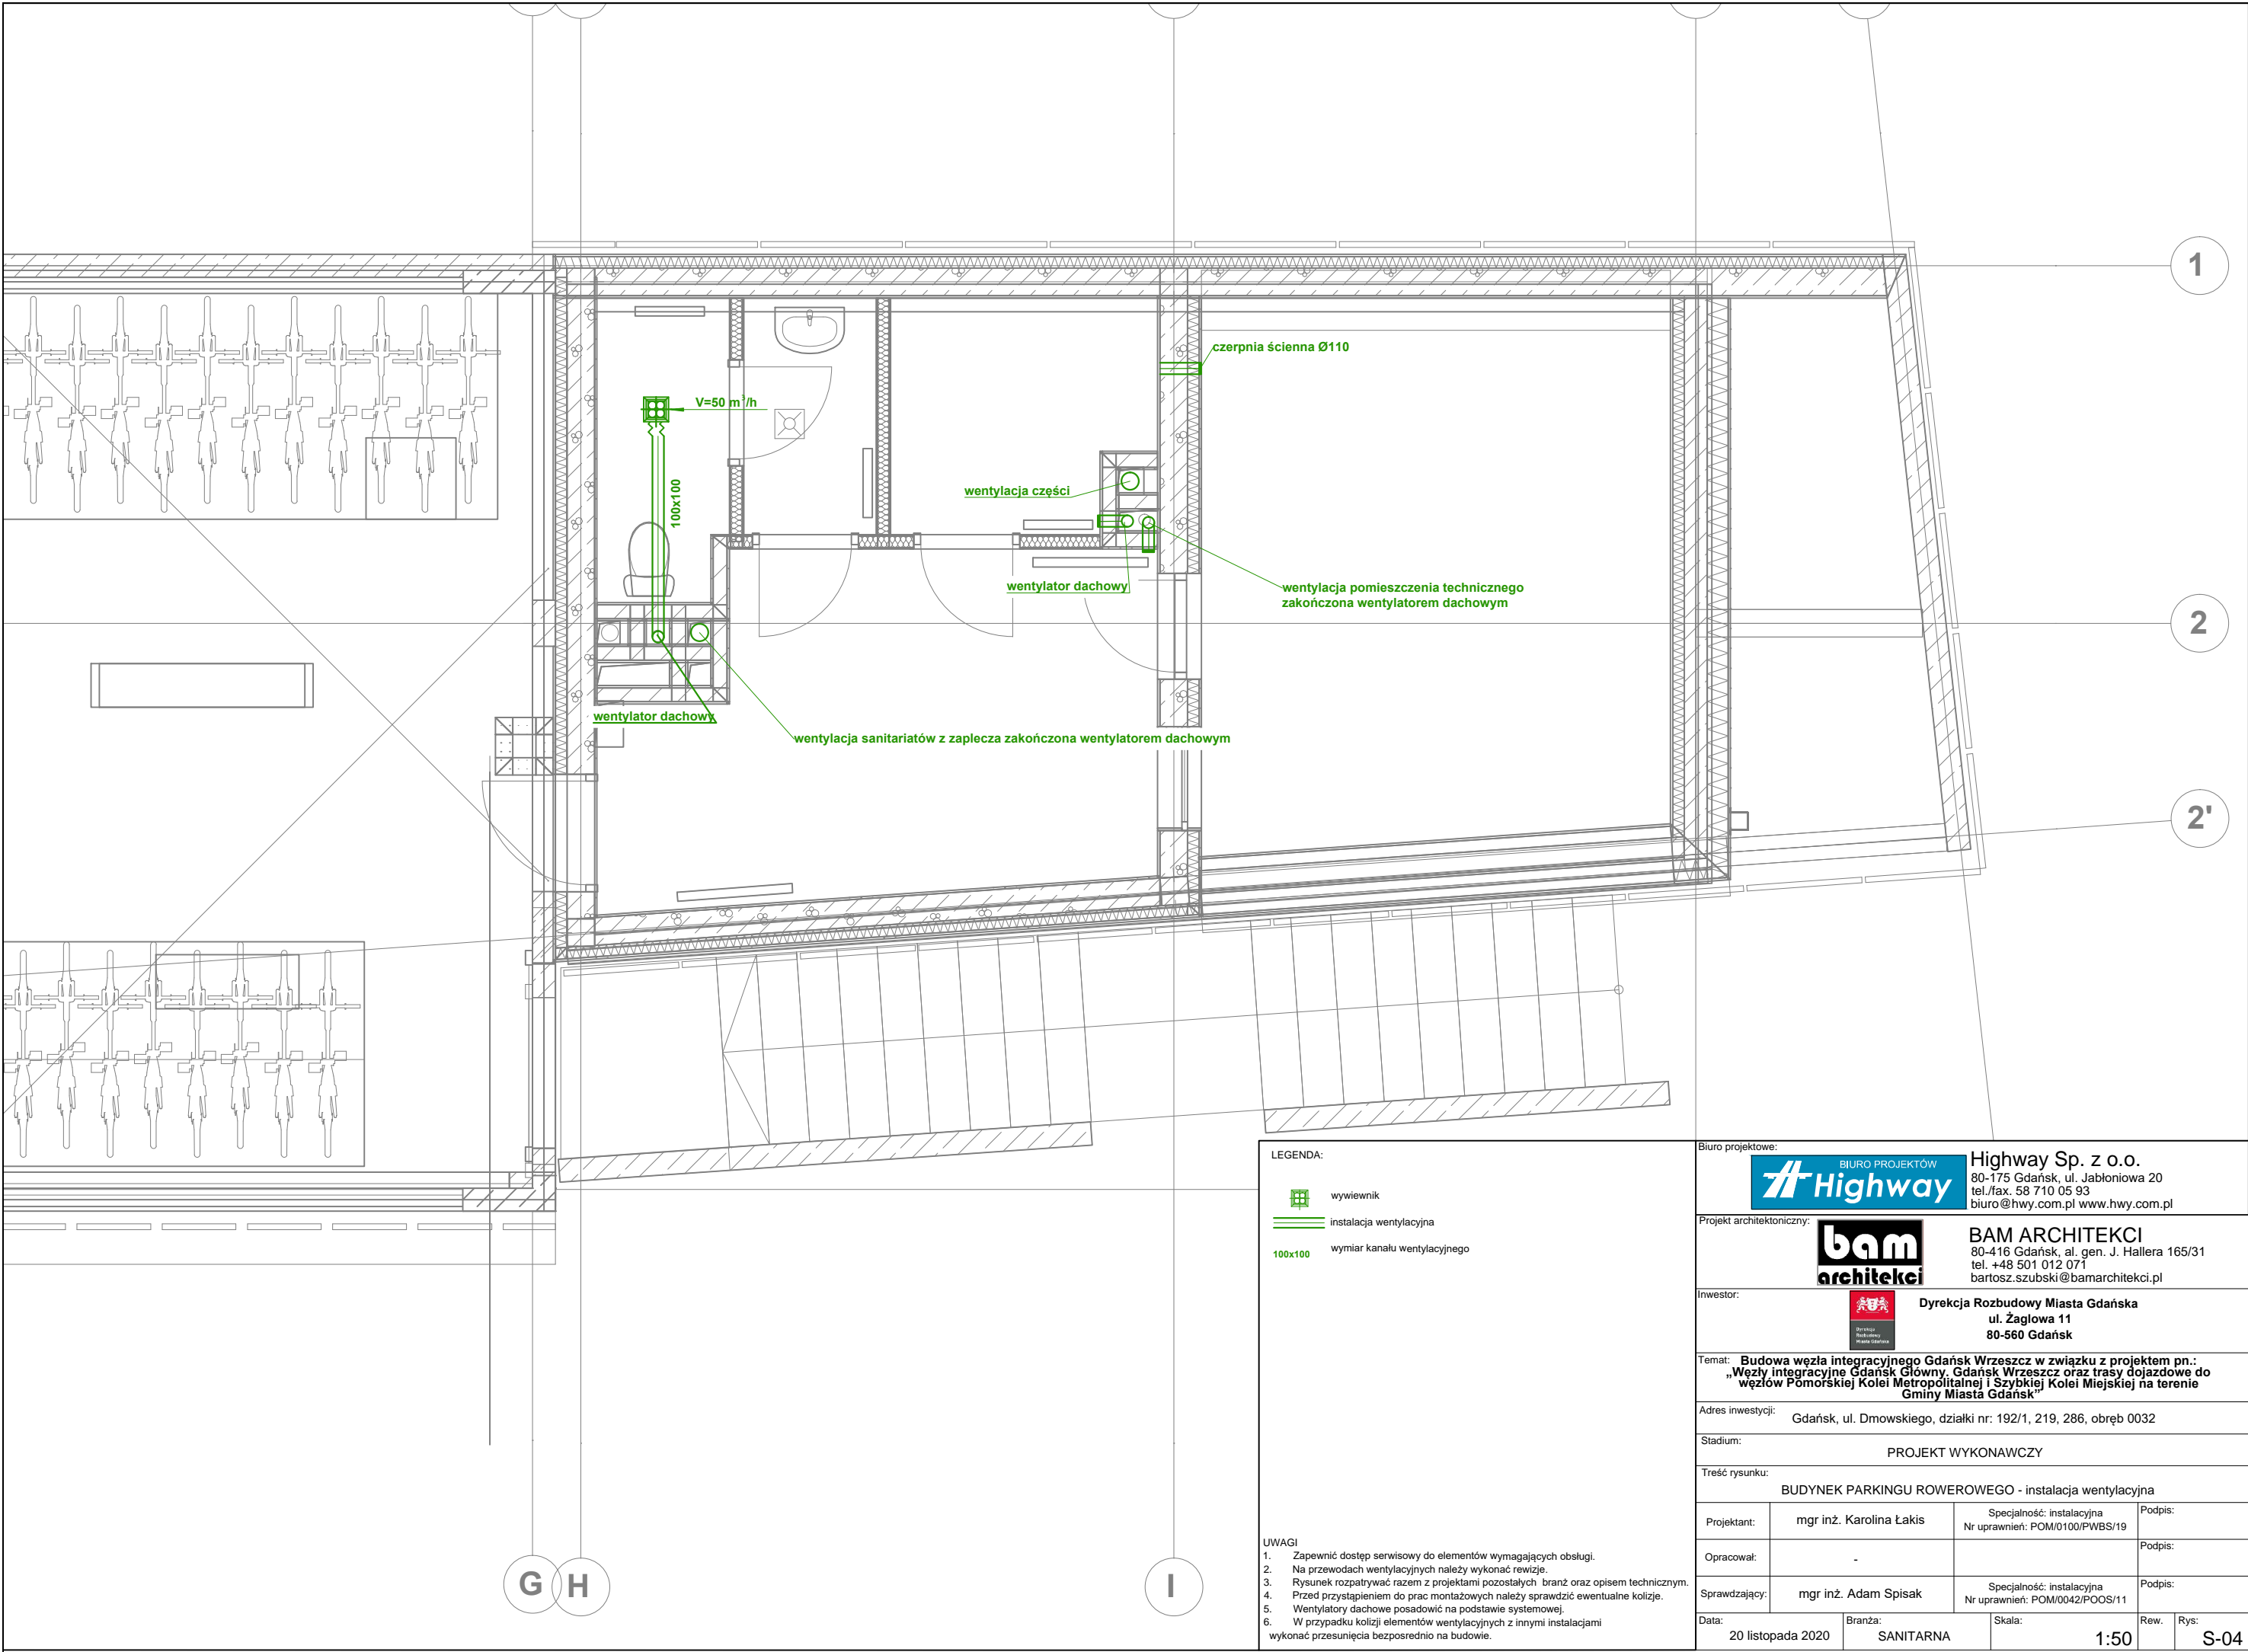 1
czerpnia ścienna Ø110
V=50 m³/h
100x100
wentylacja części
wentylator dachowy
wentylacja pomieszczenia technicznego
zakończona wentylatorem dachowym
2
wentylator dachowy
wentylacja sanitariatów z zaplecza zakończona wentylatorem dachowym
2'
G
H
I
LEGENDA:
wywiewnik
instalacja wentylacyjna
100x100 wymiar kanału wentylacyjnego
UWAGI
1. Zapewnić dostęp serwisowy do elementów wymagających obsługi.
2. Na przewodach wentylacyjnych należy wykonać rewizje.
3. Rysunek rozpatrywać razem z projektami pozostałych branż oraz opisem technicznym.
4. Przed przystąpieniem do prac montażowych należy sprawdzić ewentualne kolizje.
5. Wentylatory dachowe posadowić na podstawie systemowej.
6. W przypadku kolizji elementów wentylacyjnych z innymi instalacjami
wykonać przesunięcia bezposrednio na budowie.
Biuro projektowe:
BIURO PROJEKTÓW
Highway
Highway Sp. z o.o.
80-175 Gdańsk, ul. Jabłoniowa 20
tel./fax. 58 710 05 93
biuro@hwy.com.pl www.hwy.com.pl
Projekt architektoniczny:
bam
architekci
BAM ARCHITEKCI
80-416 Gdańsk, al. gen. J. Hallera 165/31
tel. +48 501 012 071
bartosz.szubski@bamarchitekci.pl
Inwestor:
Dyrekcja
Rozbudowy
Miasta Gdańska
Dyrekcja Rozbudowy Miasta Gdańska
ul. Żaglowa 11
80-560 Gdańsk
Temat: Budowa węzła integracyjnego Gdańsk Wrzeszcz w związku z projektem pn.:
„Węzły integracyjne Gdańsk Główny, Gdańsk Wrzeszcz oraz trasy dojazdowe do
węzłów Pomorskiej Kolei Metropolitalnej i Szybkiej Kolei Miejskiej na terenie
Gminy Miasta Gdańsk”
Adres inwestycji: Gdańsk, ul. Dmowskiego, działki nr: 192/1, 219, 286, obręb 0032
Stadium:
PROJEKT WYKONAWCZY
Treść rysunku:
BUDYNEK PARKINGU ROWEROWEGO - instalacja wentylacyjna
Projektant: mgr inż. Karolina Łakis
Specjalność: instalacyjna
Nr uprawnień: POM/0100/PWBS/19
Podpis:
Opracował: -
Podpis:
Sprawdzający: mgr inż. Adam Spisak
Specjalność: instalacyjna
Nr uprawnień: POM/0042/POOS/11
Podpis:
Data: 20 listopada 2020
Branża: SANITARNA
Skala: 1:50
Rew.
Rys: S-04